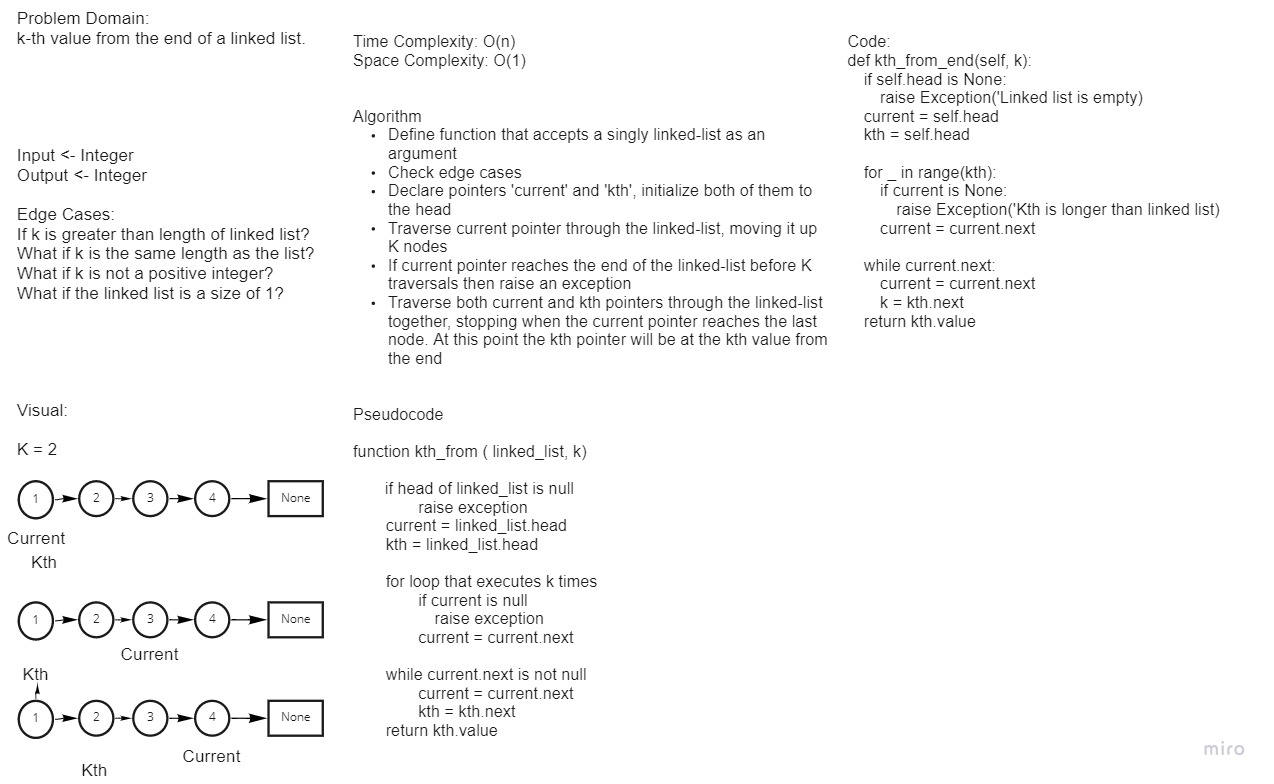 Problem Domain:
k-th value from the end of a linked list.
Input <- Integer
Output <- Integer
Edge Cases:
If k is greater than length of linked list?
What if k is the same length as the list?
What if k is not a positive integer?
What if the linked list is a size of 1?
Visual:
K = 2
1 2 3 4 None
Current
Kth
1 2 3 4 None
Current
Kth
1 2 3 4 None
Current
Kth
Time Complexity: O(n)
Space Complexity: O(1)
Algorithm
• Define function that accepts a singly linked-list as an
argument
• Check edge cases
• Declare pointers 'current' and 'kth', initialize both of them to
the head
• Traverse current pointer through the linked-list, moving it up
K nodes
• If current pointer reaches the end of the linked-list before K
traversals then raise an exception
• Traverse both current and kth pointers through the linked-list
together, stopping when the current pointer reaches the last
node. At this point the kth pointer will be at the kth value from
the end
Pseudocode
function kth_from ( linked_list, k)
if head of linked_list is null
raise exception
current = linked_list.head
kth = linked_list.head
for loop that executes k times
if current is null
raise exception
current = current.next
while current.next is not null
current = current.next
kth = kth.next
return kth.value
Code:
def kth_from_end(self, k):
if self.head is None:
raise Exception('Linked list is empty)
current = self.head
kth = self.head
for _ in range(kth):
if current is None:
raise Exception('Kth is longer than linked list)
current = current.next
while current.next:
current = current.next
k = kth.next
return kth.value
miro